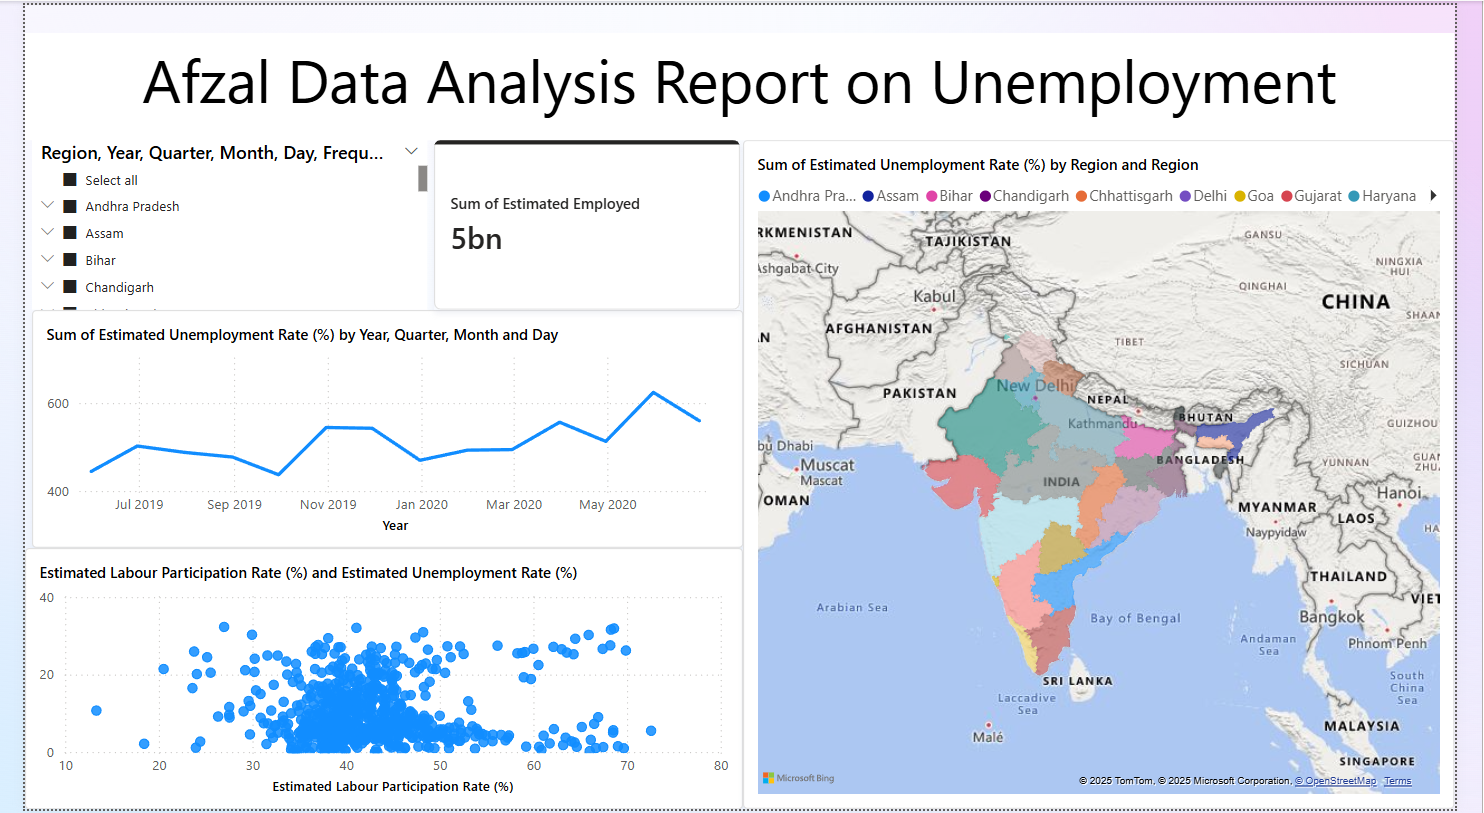 Afzal Data Analysis Report on Unemployment
Region, Year, Quarter, Month, Day, Frequ...
Select all
Andhra Pradesh
Assam
Bihar
Chandigarh
Sum of Estimated Employed
5bn
Sum of Estimated Unemployment Rate (%) by Year, Quarter, Month and Day
600
400
Jul 2019 Sep 2019 Nov 2019 Jan 2020 Mar 2020 May 2020
Year
Estimated Labour Participation Rate (%) and Estimated Unemployment Rate (%)
40
20
0
10 20 30 40 50 60 70 80
Estimated Labour Participation Rate (%)
Sum of Estimated Unemployment Rate (%) by Region and Region
Andhra Pra... Assam Bihar Chandigarh Chhattisgarh Delhi Goa Gujarat Haryana
RKMENISTAN
TAJIKISTAN
GANSU
Ashgabat City
NINGXIA
HUI
QINGHAI
Kabul
CHINA
SHAAN
AFGHANISTAN
AN
TIBET
SICHUAN
New Delhi
PAKISTAN
NEPAL
BHUTAN
Kathmandu
GUIZHOU
bu Dhabi
Muscat
Muscat
BANGLADESH
YUNNAN
GUAN
ZHU
INDIA
Hanoi
OMAN
MYANMAR
LAOS
HA
Naypyidaw
THAILAND
VIET
Arabian Sea
Bay of Bengal
Bangkok
Andaman
Sea
Phnom Penh
SRI LANKA
South
China
Sea
Laccadive
Sea
MALAYSIA
Malé
SINGAPORE
Microsoft Bing
© 2025 TomTom, © 2025 Microsoft Corporation, © OpenStreetMap Terms